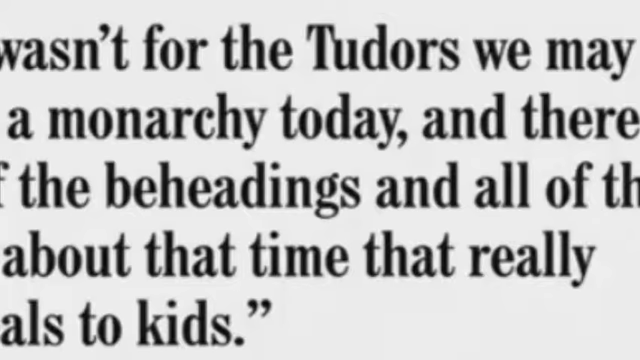 wasn't for the Tudors we may
a monarchy today, and there
the beheadings and all of
about that time that really
to kids.”